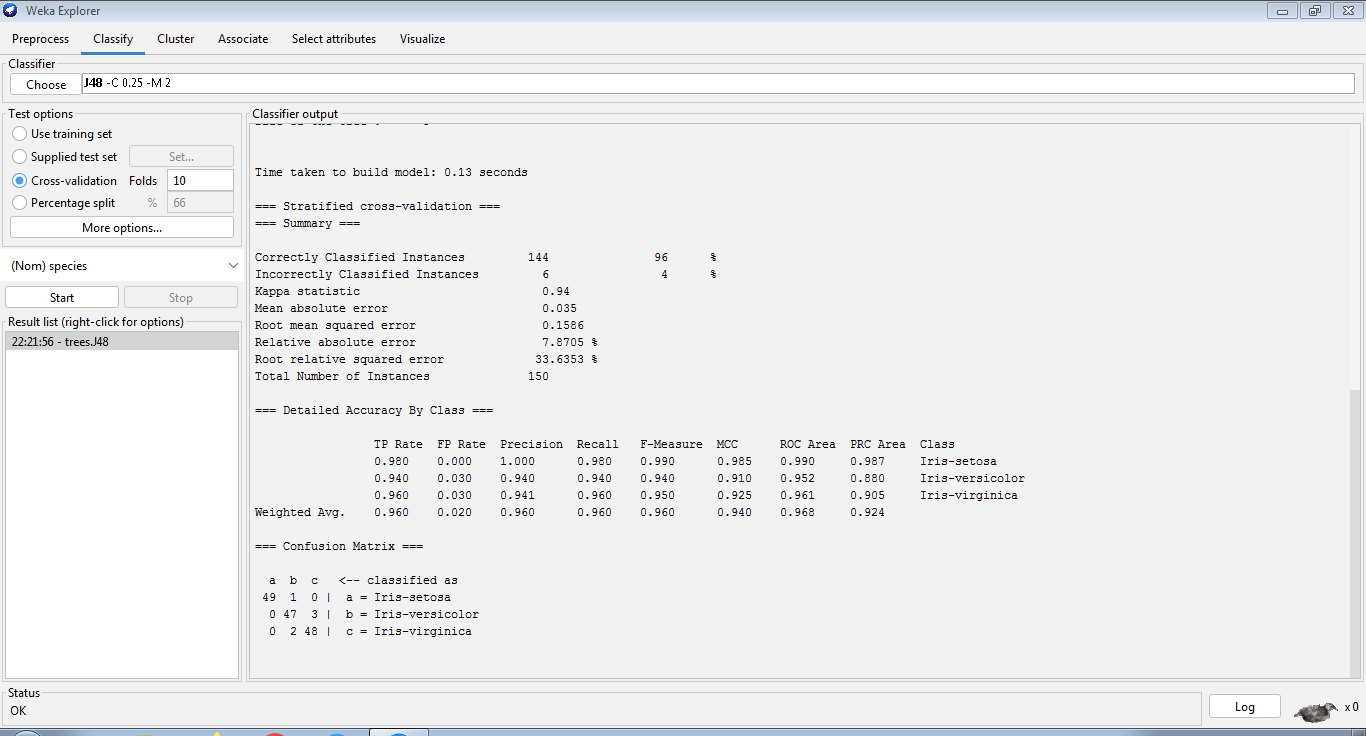 Weka Explorer
Preprocess Classify Cluster Associate Select attributes Visualize
Classifier
Choose J48 -C 0.25 -M 2
Test options
Use training set
Supplied test set Set...
Cross-validation Folds 10
Percentage split % 66
More options...
(Nom) species
Start Stop
Result list (right-click for options)
22:21:56 - trees.J48
Classifier output
Time taken to build model: 0.13 seconds
=== Stratified cross-validation ===
=== Summary ===
Correctly Classified Instances 144 96 %
Incorrectly Classified Instances 6 4 %
Kappa statistic 0.94
Mean absolute error 0.035
Root mean squared error 0.1586
Relative absolute error 7.8705 %
Root relative squared error 33.6353 %
Total Number of Instances 150
=== Detailed Accuracy By Class ===
TP Rate FP Rate Precision Recall F-Measure MCC ROC Area PRC Area Class
0.980 0.000 1.000 0.980 0.990 0.985 0.990 0.987 Iris-setosa
0.940 0.030 0.940 0.940 0.940 0.910 0.952 0.880 Iris-versicolor
0.960 0.030 0.941 0.960 0.950 0.925 0.961 0.905 Iris-virginica
Weighted Avg. 0.960 0.020 0.960 0.960 0.960 0.940 0.968 0.924
=== Confusion Matrix ===
a b c <-- classified as
49 1 0 | a = Iris-setosa
0 47 3 | b = Iris-versicolor
0 2 48 | c = Iris-virginica
Status
OK
Log
x 0